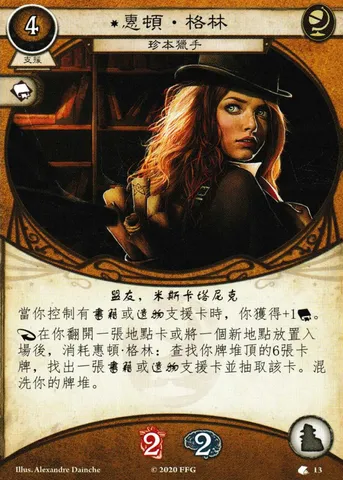 4
支援
*惠頓·格林
珍本獵手
盟友，米斯卡塔尼克
當你控制有書籍或遺物支援卡時，你獲得+1。
在你翻開一張地點卡或將一個新地點放置入
場後，消耗惠頓·格林：查找你牌堆頂的6張卡
牌，找出一張書籍或遺物支援卡並抽取該卡。混
洗你的牌堆。
2 2
Illus. Alexandre Dainche © 2020 FFG 13